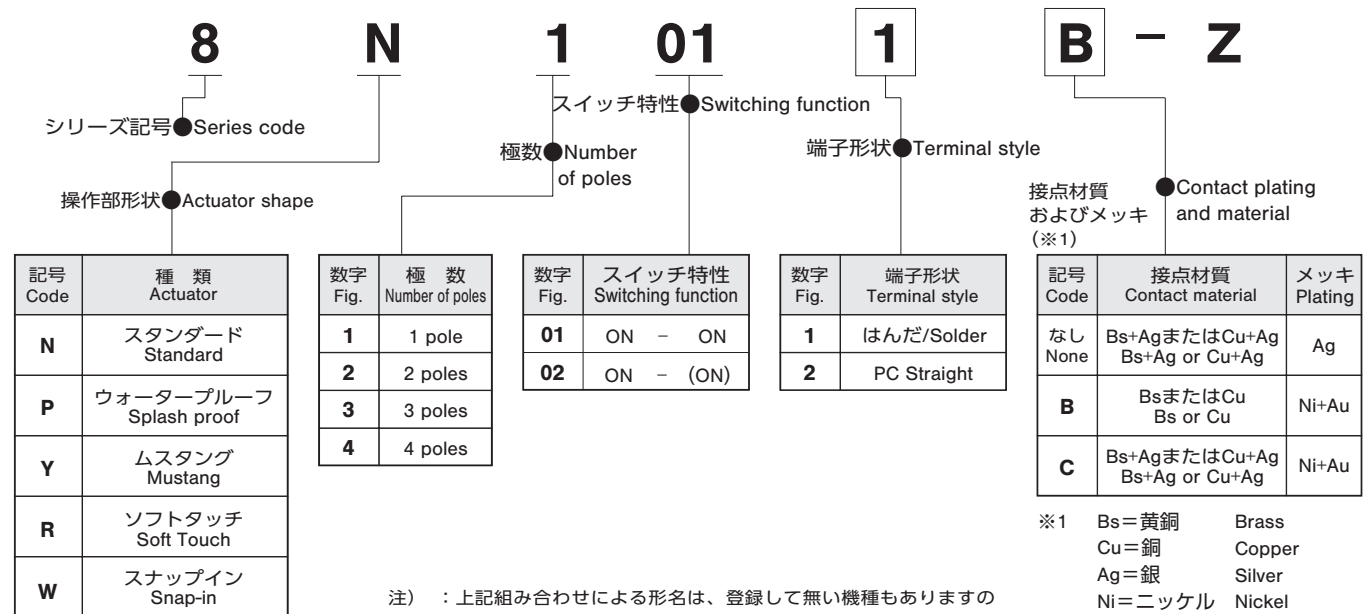 8 N 1 01 1 B – Z
スイッチ特性●Switching function
シリーズ記号●Series code
極数●Number
of poles
端子形状●Terminal style
操作部形状●Actuator shape
接点材質
およびメッキ
(※1)
●Contact plating
and material
記号 種 類
Code Actuator
N スタンダード
Standard
P ウォータープルーフ
Splash proof
Y ムスタング
Mustang
R ソフトタッチ
Soft Touch
W スナップイン
Snap-in
数字 極 数
Fig. Number of poles
1 1 pole
2 2 poles
3 3 poles
4 4 poles
数字 スイッチ特性
Fig. Switching function
01 ON – ON
02 ON – (ON)
数字 端子形状
Fig. Terminal style
1 はんだ/Solder
2 PC Straight
記号 接点材質 メッキ
Code Contact material Plating
なし Bs+AgまたはCu+Ag Ag
None Bs+Ag or Cu+Ag
B BsまたはCu Ni+Au
Bs or Cu
C Bs+AgまたはCu+Ag Ni+Au
Bs+Ag or Cu+Ag
※1 Bs=黄銅 Brass
Cu=銅 Copper
Ag=銀 Silver
Ni=ニッケル Nickel
注) :上記組み合わせによる形名は、登録して無い機種もありますの